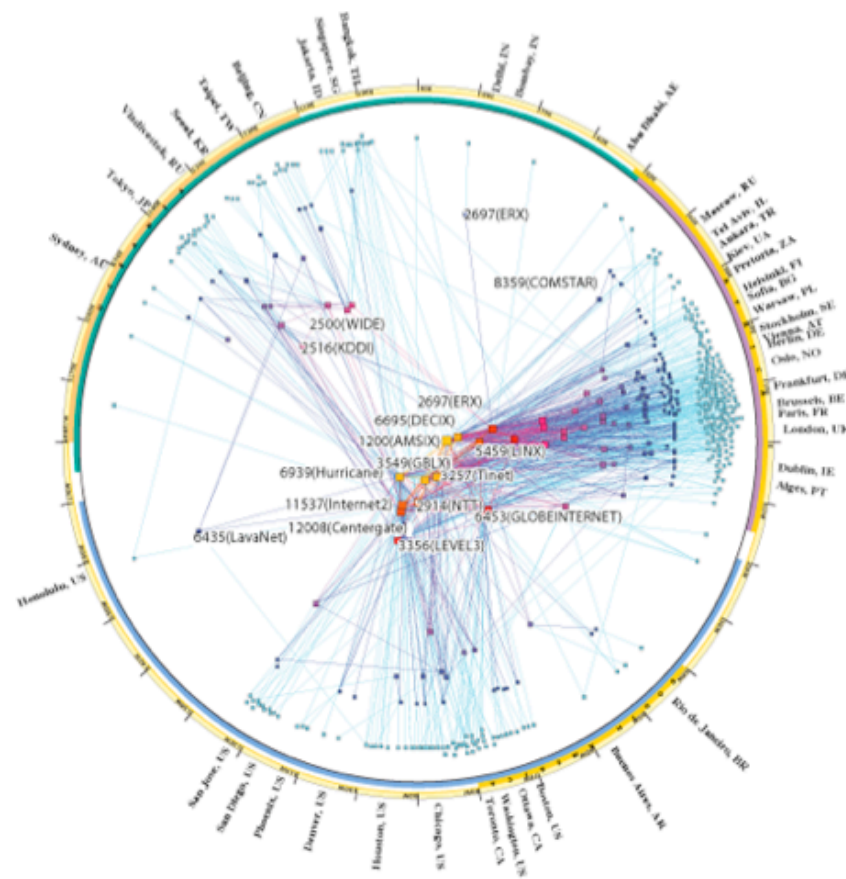 Bangkok, TH
Singapore, SG
Jakarta, ID
Beijing, CN
Taipei, TW
Seoul, KR
Vladivostok, RU
Tokyo, JP
Sydney, AU
Honolulu, US
Delhi, IN
Bombay, IN
Abu Dhabi, AE
Moscow, RU
Tel Aviv, IL
Ankara, TR
Kiev, UA
Pretoria, ZA
Helsinki, FI
Sofia, BG
Warsaw, PL
Stockholm, SE
Vienna, AT
Berlin, DE
Oslo, NO
Frankfurt, DE
Brussels, BE
Paris, FR
London, UK
Dublin, IE
Alges, PT
2697(ERX)
8359(COMSTAR)
2500(WIDE)
2516(KDDI)
2697(ERX)
6695(DECIX)
1200(AMSIX)
5459(LINX)
3549(GBLX)
6939(Hurricane)
3257(Tinet)
11537(Internet2)
2914(NTT)
6453(GLOBEINTERNET)
12008(Centergate)
6435(LavaNet)
3356(LEVEL3)
San Jose, US
San Diego, US
Phoenix, US
Denver, US
Houston, US
Chicago, US
Toronto, CA
Washington, US
Ottawa, CA
Boston, US
Buenos Aires, AR
Rio de Janeiro, BR